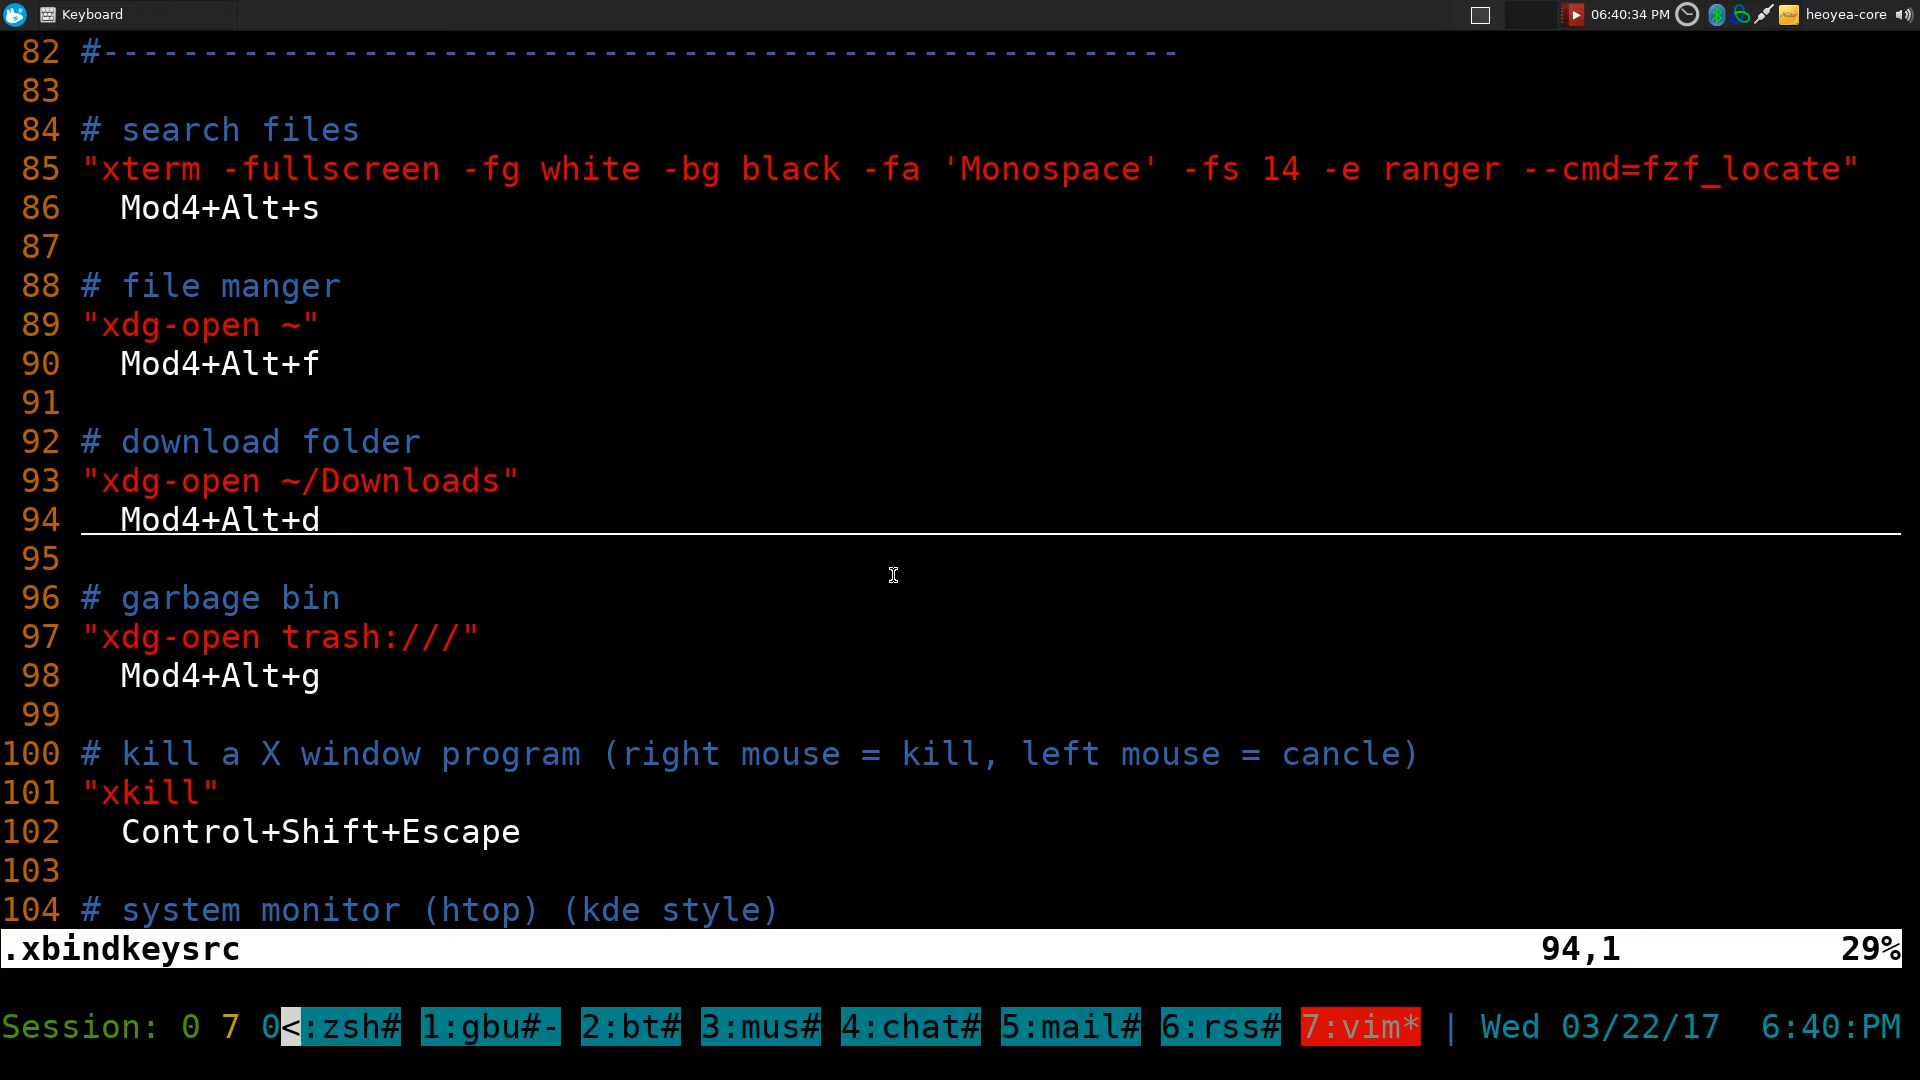 Keyboard 06:40:34 PM heoyea-core
82 #------------------------------------------------------
83
84 # search files
85 "xterm -fullscreen -fg white -bg black -fa 'Monospace' -fs 14 -e ranger --cmd=fzf_locate"
86 Mod4+Alt+s
87
88 # file manger
89 "xdg-open ~"
90 Mod4+Alt+f
91
92 # download folder
93 "xdg-open ~/Downloads"
94 Mod4+Alt+d
95
96 # garbage bin
97 "xdg-open trash:///"
98 Mod4+Alt+g
99
100 # kill a X window program (right mouse = kill, left mouse = cancle)
101 "xkill"
102 Control+Shift+Escape
103
104 # system monitor (htop) (kde style)
.xbindkeysrc 94,1 29%
Session: 0 7 0<:zsh# 1:gbu#- 2:bt# 3:mus# 4:chat# 5:mail# 6:rss# 7:vim* | Wed 03/22/17 6:40:PM